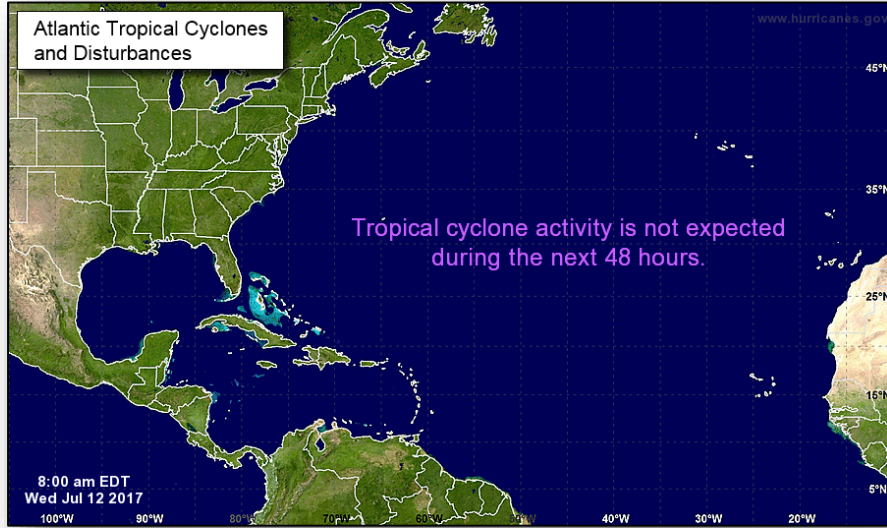 Atlantic Tropical Cyclones
and Disturbances
www.hurricanes.gov
45°N
35°N
Tropical cyclone activity is not expected
during the next 48 hours.
25°N
15°N
8:00 am EDT
Wed Jul 12 2017
5°N
100°W 90°W 80°W 70°W 60°W 50°W 40°W 30°W 20°W